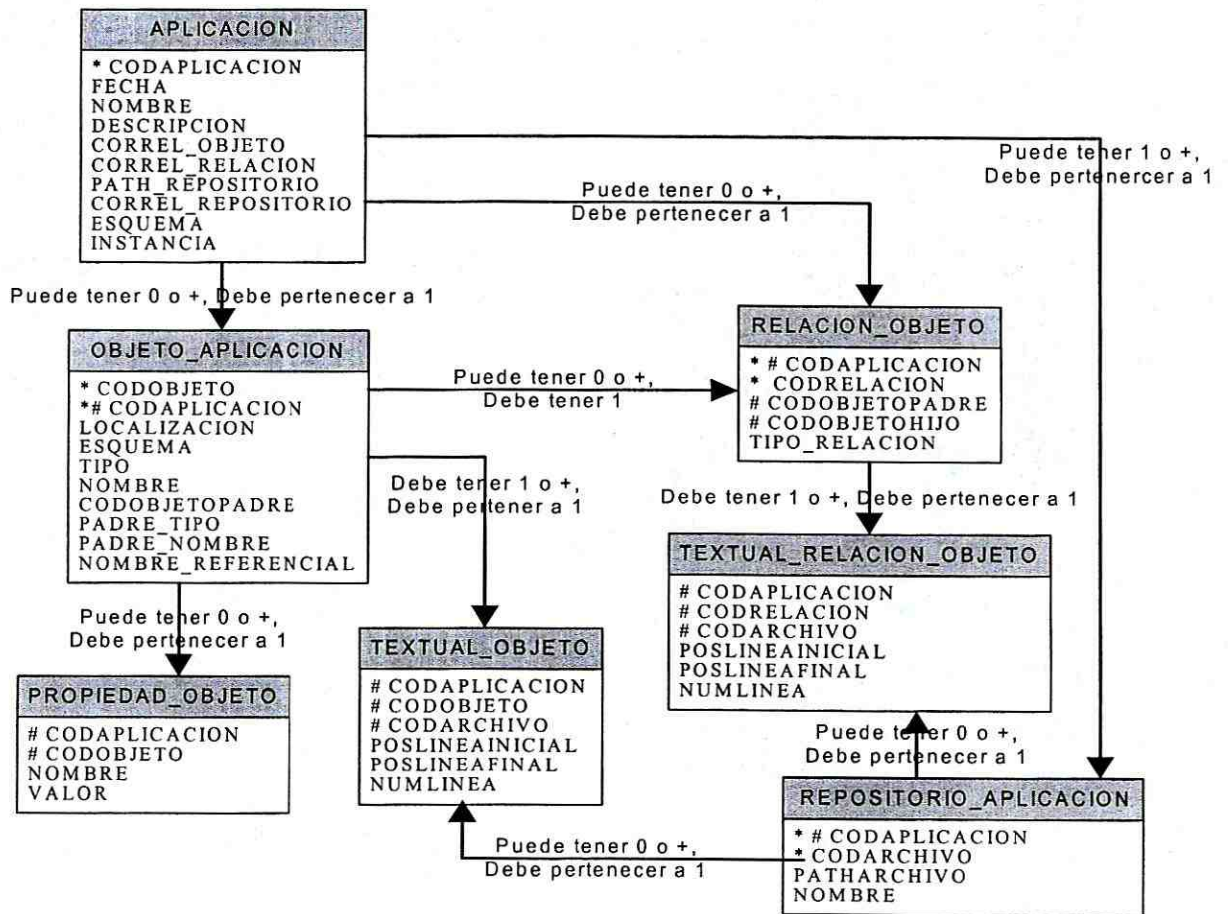 APLICACION
* CODAPLICACION
FECHA
NOMBRE
DESCRIPCION
CORREL_OBJETO
CORREL_RELACION
PATH_REPOSITORIO
CORREL_REPOSITORIO
ESQUEMA
INSTANCIA
Puede tener 1 o +,
Debe pertenercer a 1
Puede tener 0 o +,
Debe pertenecer a 1
Puede tener 0 o +, Debe pertenecer a 1
OBJETO_APLICACION
* CODOBJETO
*# CODAPLICACION
LOCALIZACION
ESQUEMA
TIPO
NOMBRE
CODOBJETOPADRE
PADRE_TIPO
PADRE_NOMBRE
NOMBRE_REFERENCIAL
Puede tener 0 o +,
Debe tener 1
RELACION_OBJETO
* # CODAPLICACION
* CODRELACION
# CODOBJETOPADRE
# CODOBJETOHIJO
TIPO_RELACION
Debe tener 1 o +,
Debe pertener a 1
Debe tener 1 o +, Debe pertenecer a 1
TEXTUAL_RELACION_OBJETO
# CODAPLICACION
# CODRELACION
# CODARCHIVO
POSLINEAINICIAL
POSLINEAFINAL
NUMLINEA
Puede tener 0 o +,
Debe pertenecer a 1
PROPIEDAD_OBJETO
# CODAPLICACION
# CODOBJETO
NOMBRE
VALOR
TEXTUAL_OBJETO
# CODAPLICACION
# CODOBJETO
# CODARCHIVO
POSLINEAINICIAL
POSLINEAFINAL
NUMLINEA
Puede tener 0 o +,
Debe pertenecer a 1
REPOSITORIO_APLICACION
* # CODAPLICACION
* CODARCHIVO
PATHARCHIVO
NOMBRE
Puede tener 0 o +,
Debe pertenecer a 1